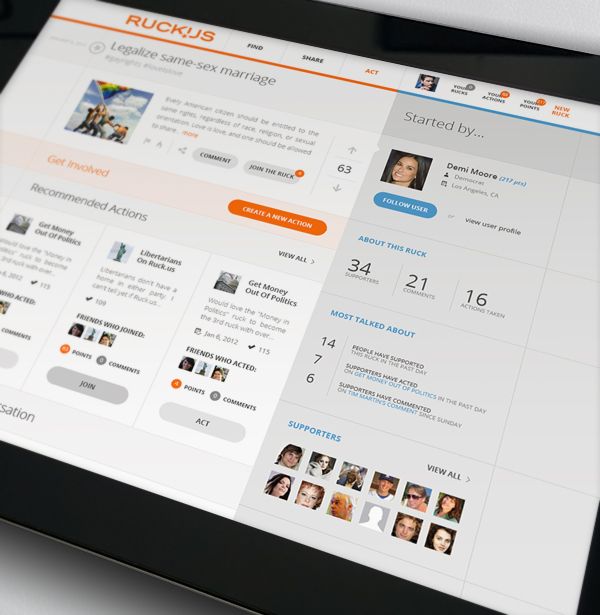 RUCK!US
FIND
SHARE
ACT
YOUR RUCKS
YOUR ACTIONS
YOUR POINTS
NEW RUCK
Legalize same-sex marriage
#gayrights #loveislove
Every American citizen should be entitled to the
same rights, regardless of race, religion, or sexual
orientation. Love is love, and one should be allowed
to share... more
COMMENT
JOIN THE RUCK
4
63
Get Involved
CREATE A NEW ACTION
Recommended Actions
VIEW ALL >
Get Money
Out Of Politics
Would love the "Money in
Politics" ruck to become
the 3rd ruck with over...
6, 2012
115
WHO ACTED:
COMMENTS
Libertarians
On Ruck.us
Libertarians don't have a
home in either party. I
can't tell yet if Ruck.us...
109
FRIENDS WHO JOINED:
POINTS
0 COMMENTS
JOIN
Get Money
Out Of Politics
Would love the "Money in
Politics" ruck to become
the 3rd ruck with over...
Jan 6, 2012
115
FRIENDS WHO ACTED:
4 POINTS
0 COMMENTS
ACT
Started by...
Demi Moore (217 pts)
Democrat
Los Angeles, CA
FOLLOW USER
or
view user profile
ABOUT THIS RUCK
34
SUPPORTERS
21
COMMENTS
16
ACTIONS TAKEN
MOST TALKED ABOUT
14
PEOPLE HAVE SUPPORTED
THIS RUCK IN THE PAST DAY
7
SUPPORTERS HAVE ACTED
ON GET MONEY OUT OF POLITICS IN THE PAST DAY
6
SUPPORTERS HAVE COMMENTED
ON TIM MARTIN'S COMMENT SINCE SUNDAY
SUPPORTERS
VIEW ALL >